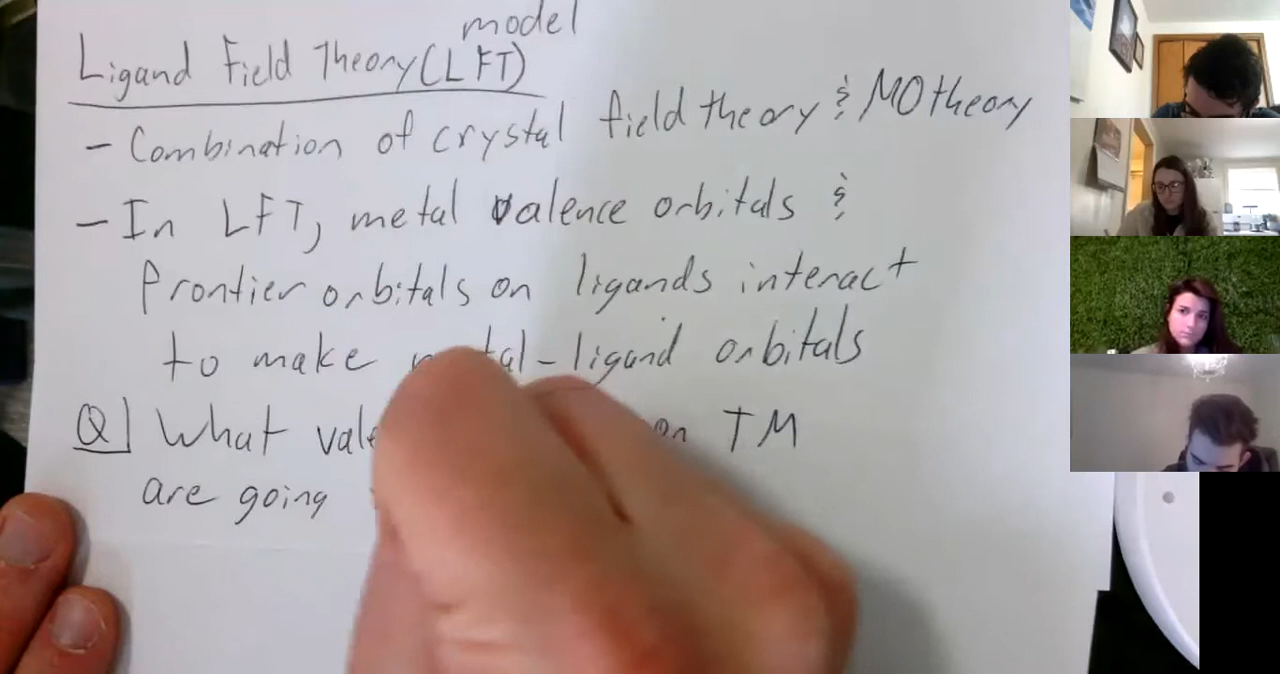 model
Ligand Field Theory (LFT)
- Combination of crystal field theory & MO theory
- In LFT, metal valence orbitals &
frontier orbitals on ligands interact
to make -ligand orbitals
Q] What on TM
are going